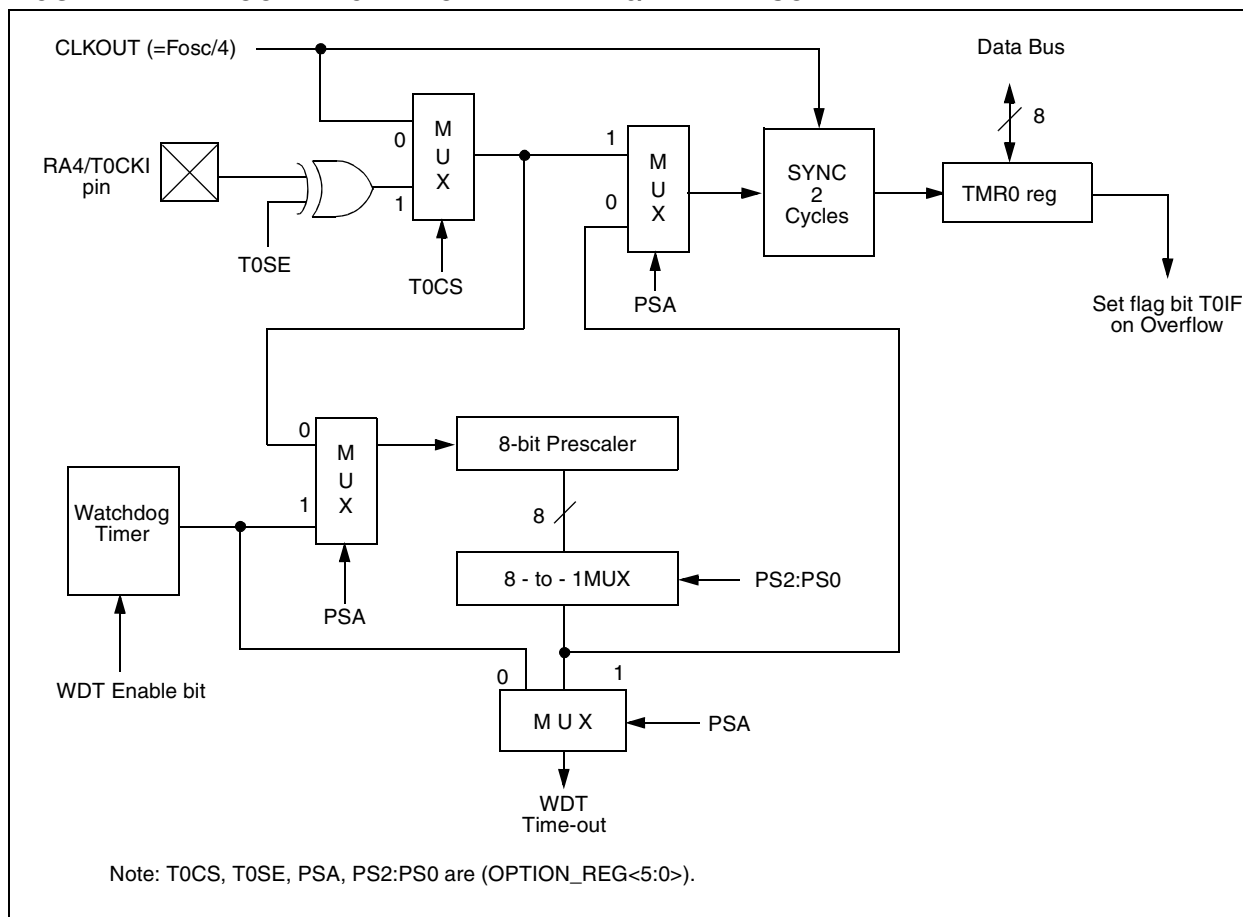 CLKOUT (=Fosc/4)
Data Bus
8
M
U
X
0
1
RA4/T0CKI
pin
T0SE
T0CS
1
0
M
U
X
PSA
SYNC
2
Cycles
TMR0 reg
Set flag bit T0IF
on Overflow
0
1
M
U
X
PSA
8-bit Prescaler
8
8 - to - 1MUX
PS2:PS0
Watchdog
Timer
WDT Enable bit
0
1
M U X
PSA
WDT
Time-out
Note: T0CS, T0SE, PSA, PS2:PS0 are (OPTION_REG<5:0>).